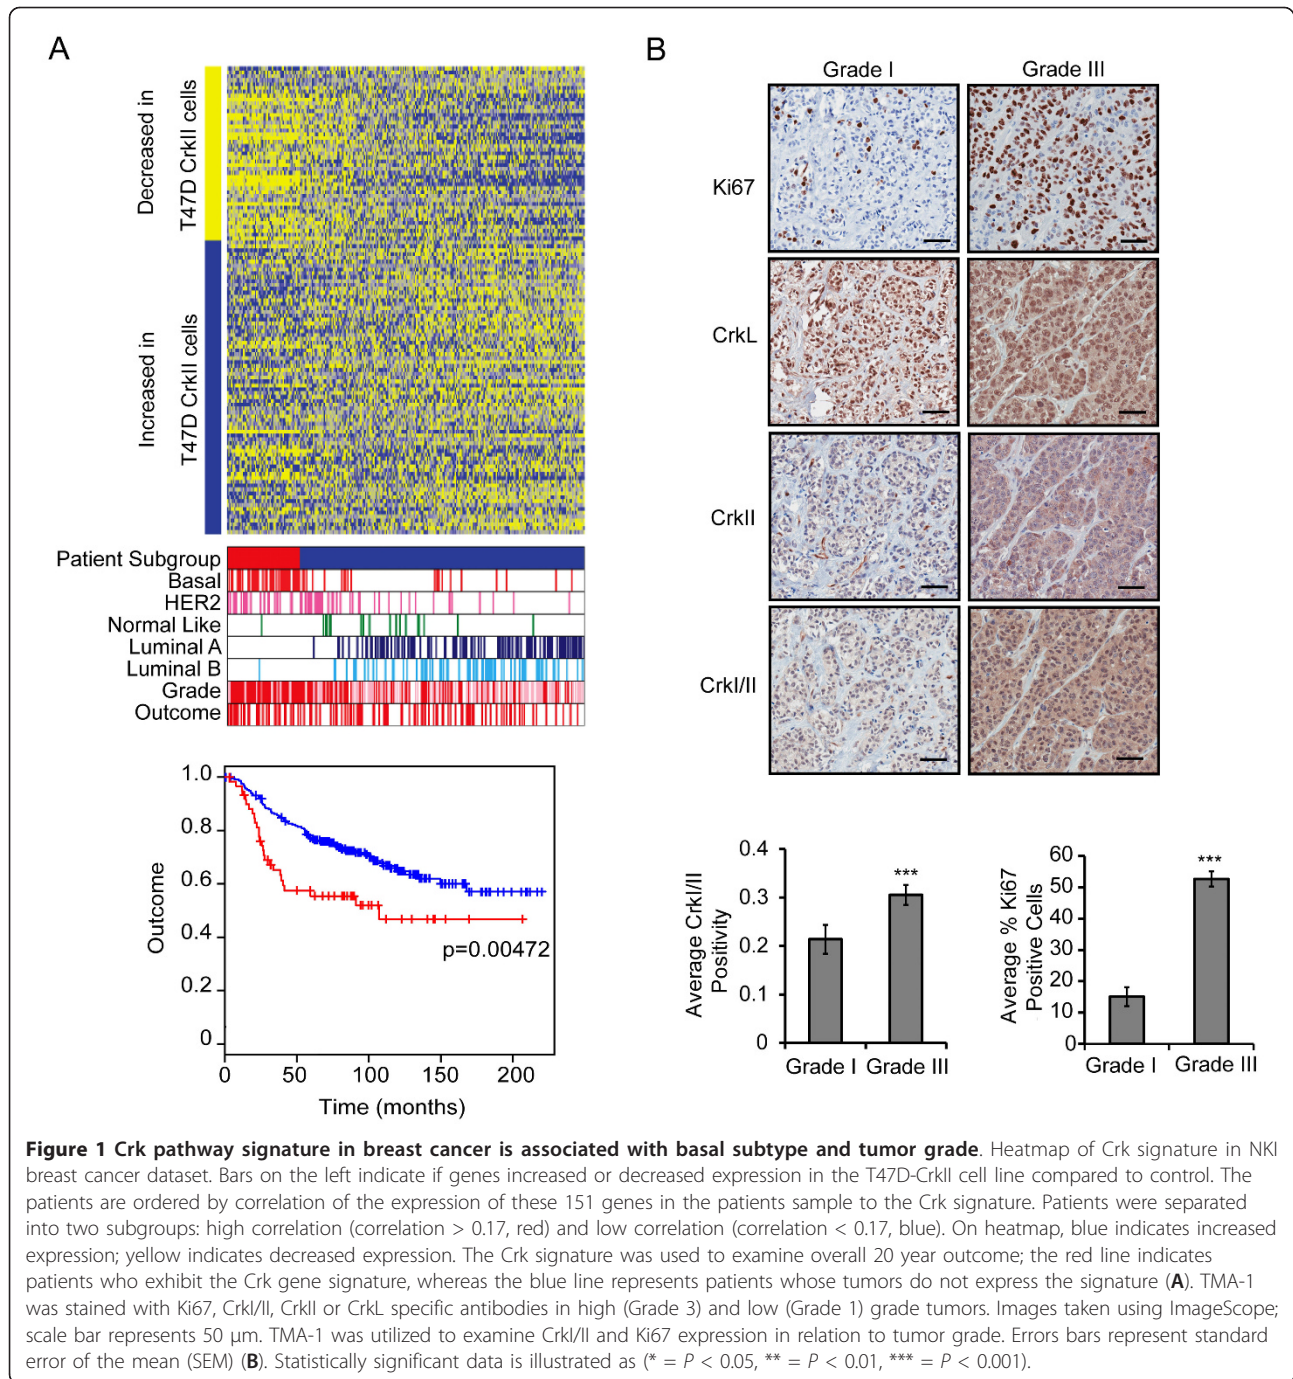 A
Decreased in
T47D CrkII cells
Increased in
T47D CrkII cells
Patient Subgroup
Basal
HER2
Normal Like
Luminal A
Luminal B
Grade
Outcome
1.0
0.8
0.6
0.4
0.2
0
Outcome
p=0.00472
0 50 100 150 200
Time (months)
B
Grade I Grade III
Ki67
CrkL
CrkII
CrkI/II
Average CrkI/II
Positivity
0.4
0.3
0.2
0.1
0
***
Grade I Grade III
Average % Ki67
Positive Cells
60
50
40
30
20
10
0
***
Grade I Grade III
Figure 1 Crk pathway signature in breast cancer is associated with basal subtype and tumor grade. Heatmap of Crk signature in NKI
breast cancer dataset. Bars on the left indicate if genes increased or decreased expression in the T47D-CrkII cell line compared to control. The
patients are ordered by correlation of the expression of these 151 genes in the patients sample to the Crk signature. Patients were separated
into two subgroups: high correlation (correlation > 0.17, red) and low correlation (correlation < 0.17, blue). On heatmap, blue indicates increased
expression; yellow indicates decreased expression. The Crk signature was used to examine overall 20 year outcome; the red line indicates
patients who exhibit the Crk gene signature, whereas the blue line represents patients whose tumors do not express the signature (A). TMA-1
was stained with Ki67, CrkI/II, CrkII or CrkL specific antibodies in high (Grade 3) and low (Grade 1) grade tumors. Images taken using ImageScope;
scale bar represents 50 μm. TMA-1 was utilized to examine CrkI/II and Ki67 expression in relation to tumor grade. Errors bars represent standard
error of the mean (SEM) (B). Statistically significant data is illustrated as (* = P < 0.05, ** = P < 0.01, *** = P < 0.001).